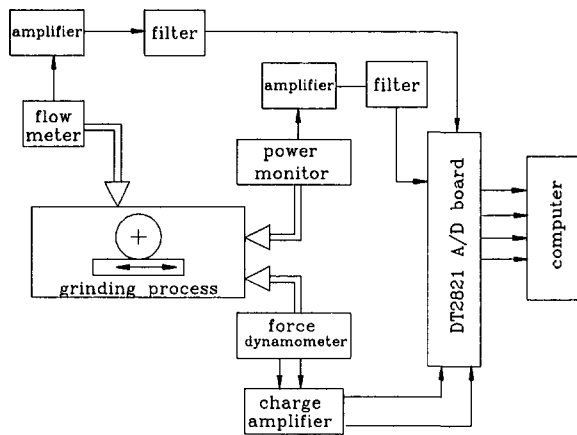 amplifier
filter
flow
meter
amplifier
filter
power
monitor
grinding process
force
dynamometer
charge
amplifier
DT2821 A/D board
computer